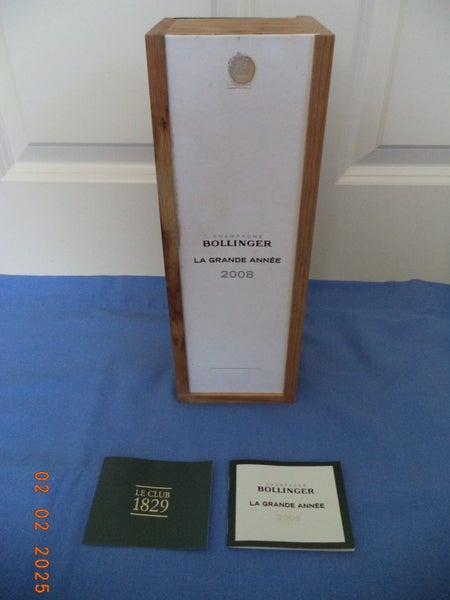 CHAMPAGNE
BOLLINGER
LA GRANDE ANNÉE
2008
LE CLUB
1829
CHAMPAGNE
BOLLINGER
LA GRANDE ANNÉE
2008
02 02 2025